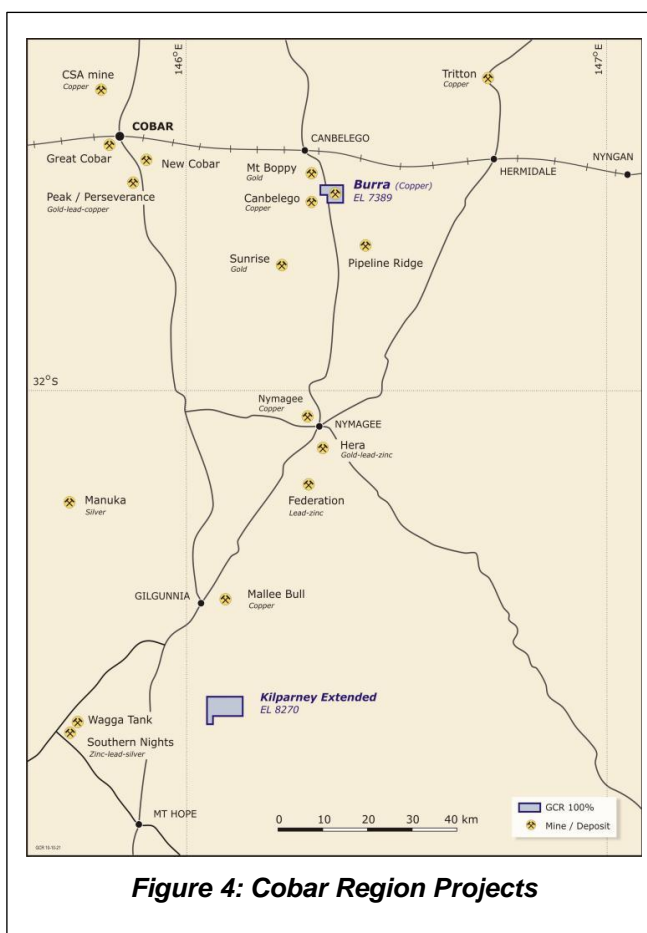 146°E
147°E
CSA mine
Copper
Tritton
Copper
COBAR
CANBELEGO
Great Cobar
New Cobar
Mt Boppy
Gold
HERMIDALE
NYNGAN
Peak / Perseverance
Gold-lead-copper
Canbelego
Copper
Burra (Copper)
EL 7389
Sunrise
Gold
Pipeline Ridge
32°S
Nymagee
Copper
NYMAGEE
Hera
Gold-lead-zinc
Manuka
Silver
Federation
Lead-zinc
GILGUNNIA
Mallee Bull
Copper
Kilparney Extended
EL 8270
Wagga Tank
Southern Nights
Zinc-lead-silver
MT HOPE
0 10 20 30 40 km
GCR 100%
Mine / Deposit
Figure 4: Cobar Region Projects